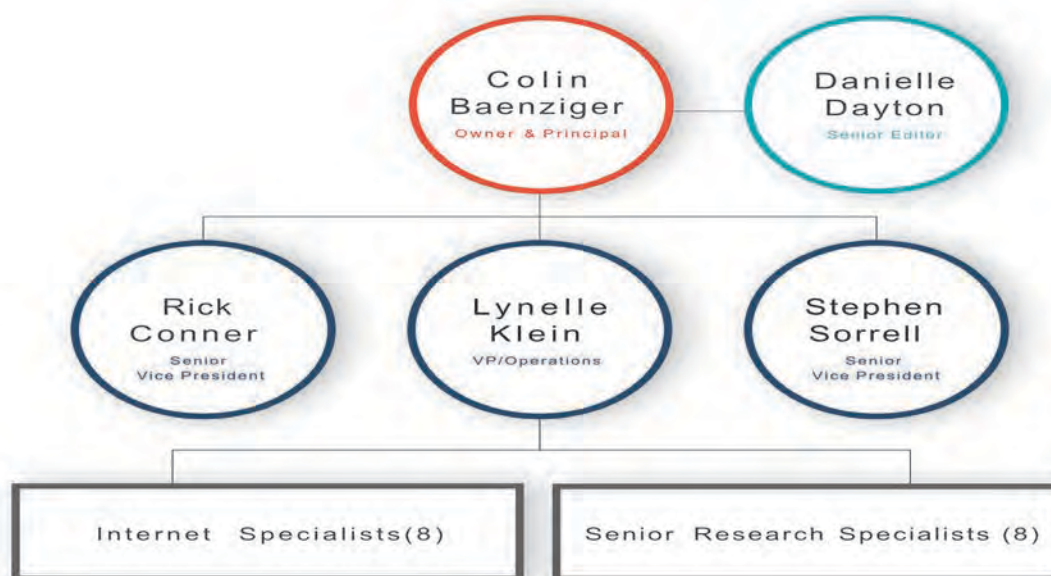 Colin
Baenziger
Owner & Principal
Danielle
Dayton
Senior Editor
Rick
Conner
Senior
Vice President
Lynelle
Klein
VP/Operations
Stephen
Sorrell
Senior
Vice President
Internet Specialists(8)
Senior Research Specialists (8)